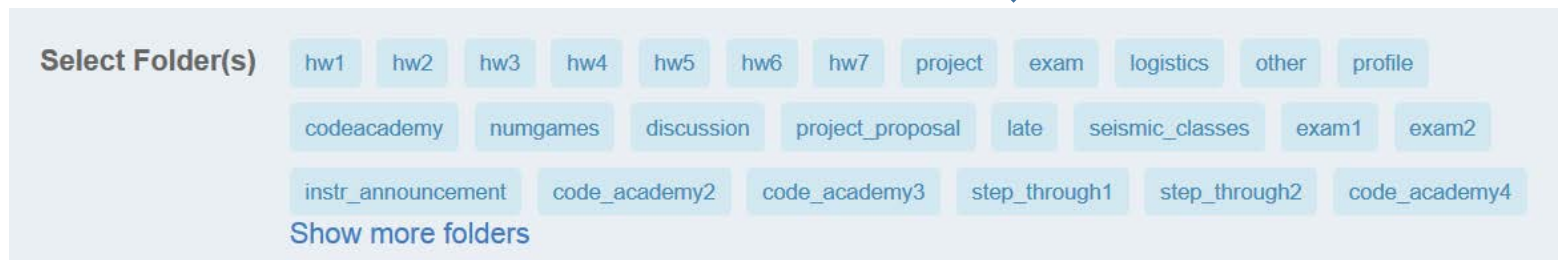 Select Folder(s) hw1 hw2 hw3 hw4 hw5 hw6 hw7 project exam logistics other profile
codeacademy numgames discussion project_proposal late seismic_classes exam1 exam2
instr_announcement code_academy2 code_academy3 step_through1 step_through2 code_academy4
Show more folders